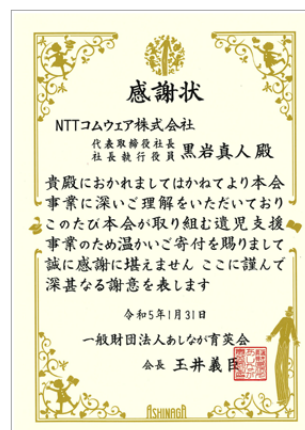 感謝状
NTTコムウェア株式会社
代表取締役社長
社長執行役員 黒岩真人 殿
貴殿におかれましてはかねてより本会
事業に深いご理解をいただいており
このたび本会が取り組む遺児支援
事業のため温かいご寄付を賜りまして
誠に感謝に堪えません ここに謹んで
深甚なる謝意を表します
令和5年1月31日
一般財団法人あしなが育英会
会長 玉井義臣
ASHINAGA